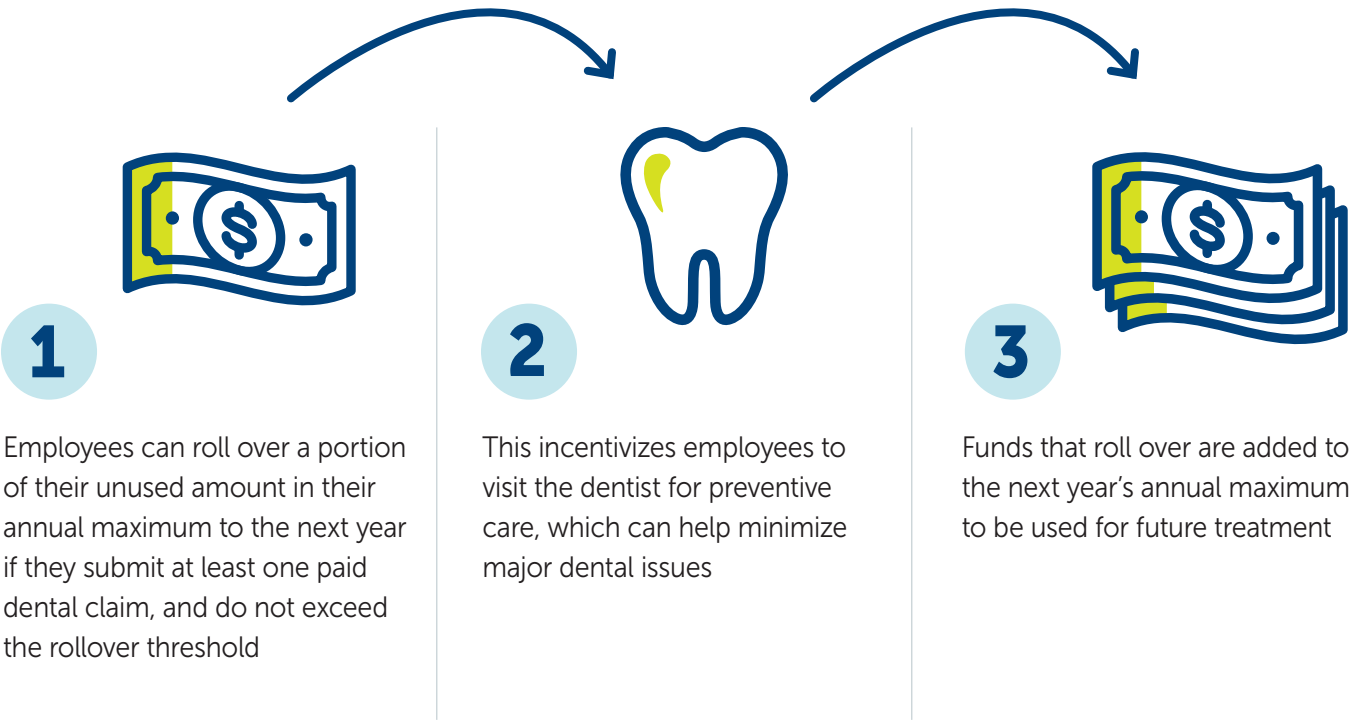 $
$
1
Employees can roll over a portion
of their unused amount in their
annual maximum to the next year
if they submit at least one paid
dental claim, and do not exceed
the rollover threshold
2
This incentivizes employees to
visit the dentist for preventive
care, which can help minimize
major dental issues
3
Funds that roll over are added to
the next year’s annual maximum
to be used for future treatment